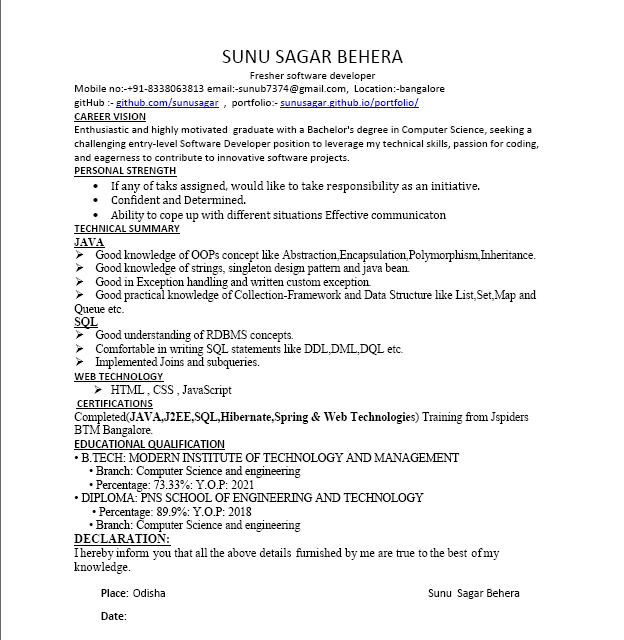 SUNU SAGAR BEHERA
Fresher software developer
Mobile no:-+91-8338063813 email:-sunub7374@gmail.com, Location:-bangalore
gitHub :- github.com/sunusagar , portfolio:- sunusagar.github.io/portfolio/
CAREER VISION
Enthusiastic and highly motivated graduate with a Bachelor's degree in Computer Science, seeking a
challenging entry-level Software Developer position to leverage my technical skills, passion for coding,
and eagerness to contribute to innovative software projects.
PERSONAL STRENGTH
• If any of taks assigned, would like to take responsibility as an initiative.
• Confident and Determined.
• Ability to cope up with different situations Effective communicaton
TECHNICAL SUMMARY
JAVA
➢ Good knowledge of OOPs concept like Abstraction,Encapsulation,Polymorphism,Inheritance.
➢ Good knowledge of strings, singleton design pattern and java bean.
➢ Good in Exception handling and written custom exception.
➢ Good practical knowledge of Collection-Framework and Data Structure like List,Set,Map and
Queue etc.
SQL
➢ Good understanding of RDBMS concepts.
➢ Comfortable in writing SQL statements like DDL,DML,DQL etc.
➢ Implemented Joins and subqueries.
WEB TECHNOLOGY
➢ HTML , CSS , JavaScript
CERTIFICATIONS
Completed(JAVA,J2EE,SQL,Hibernate,Spring & Web Technologies) Training from Jspiders
BTM Bangalore.
EDUCATIONAL QUALIFICATION
• B.TECH: MODERN INSTITUTE OF TECHNOLOGY AND MANAGEMENT
• Branch: Computer Science and engineering
• Percentage: 73.33%: Y.O.P: 2021
• DIPLOMA: PNS SCHOOL OF ENGINEERING AND TECHNOLOGY
• Percentage: 89.9%: Y.O.P: 2018
• Branch: Computer Science and engineering
DECLARATION:
I hereby inform you that all the above details furnished by me are true to the best of my
knowledge.
Place: Odisha Sunu Sagar Behera
Date: